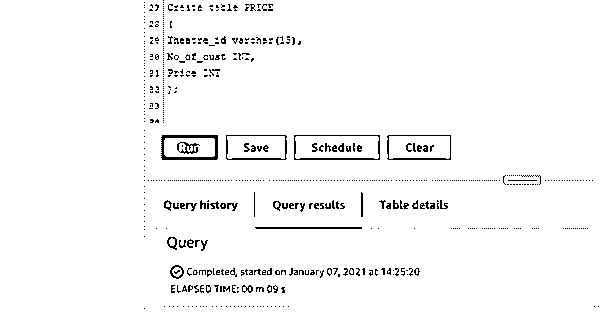 27 Create table PRICE
28 (
29 Theatre_id varchar(15),
30 No_of_cust INT,
31 Price INT
32 );
33
34
Run Save Schedule Clear
Query history Query results Table details
Query
Completed, started on January 07, 2021 at 14:25:20
ELAPSED TIME: 00 m 09 s